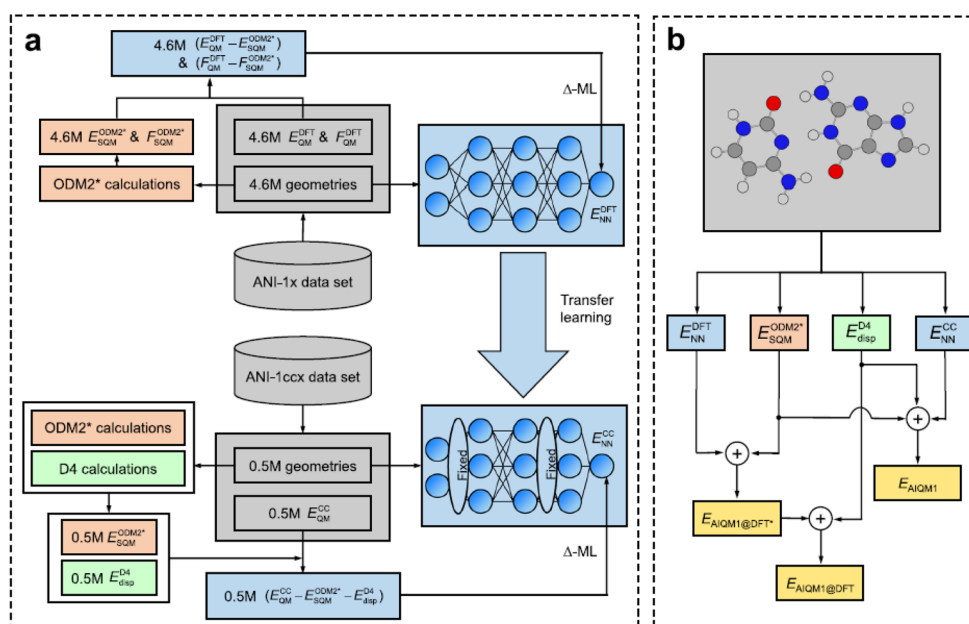 a
4.6M (E_QM^DFT − E_SQM^ODM2*)
& (F_QM^DFT − F_SQM^ODM2*)
Δ-ML
4.6M E_SQM^ODM2* & F_SQM^ODM2*
4.6M E_QM^DFT & F_QM^DFT
ODM2* calculations
4.6M geometries
E_NN^DFT
ANI-1x data set
Transfer
learning
ANI-1ccx data set
ODM2* calculations
D4 calculations
0.5M geometries
0.5M E_QM^CC
Fixed
Fixed
E_NN^CC
0.5M E_SQM^ODM2*
0.5M E_disp^D4
Δ-ML
0.5M (E_QM^CC − E_SQM^ODM2* − E_disp^D4)
b
E_NN^DFT
E_SQM^ODM2*
E_disp^D4
E_NN^CC
+
+
E_AIQM1
E_AIQM1@DFT*
+
E_AIQM1@DFT